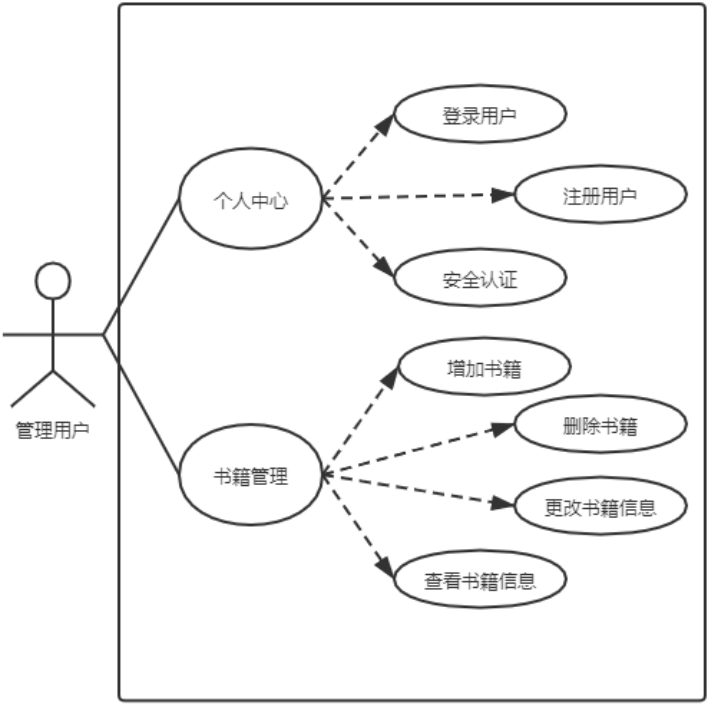 登录用户
个人中心
注册用户
安全认证
增加书籍
管理用户
删除书籍
书籍管理
更改书籍信息
查看书籍信息